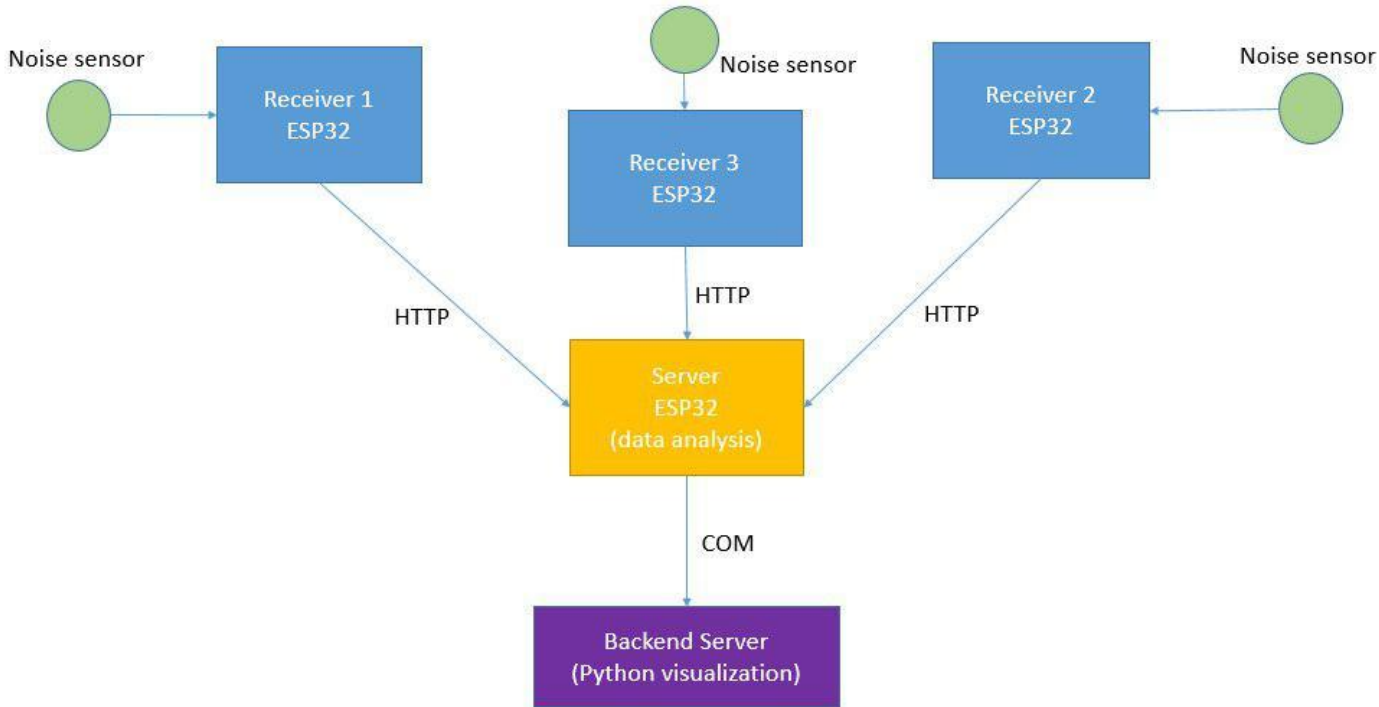 Noise sensor
Receiver 1
ESP32
Noise sensor
Receiver 3
ESP32
Receiver 2
ESP32
Noise sensor
HTTP
HTTP
HTTP
Server
ESP32
(data analysis)
COM
Backend Server
(Python visualization)